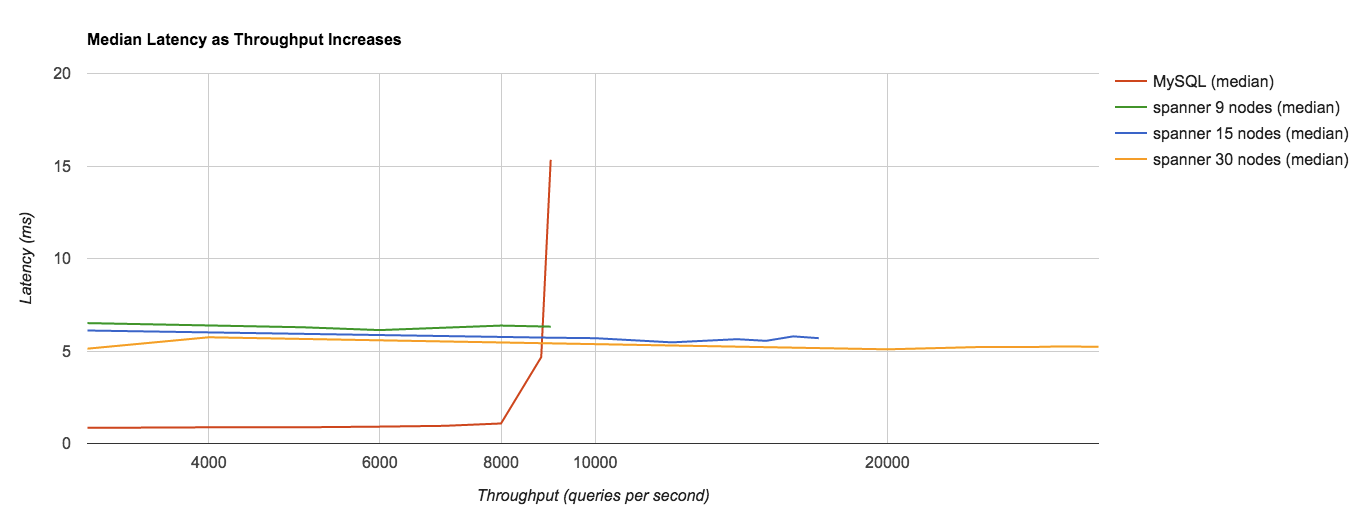 Median Latency as Throughput Increases
20
15
10
5
0
Latency (ms)
4000
6000
8000
10000
20000
Throughput (queries per second)
MySQL (median)
spanner 9 nodes (median)
spanner 15 nodes (median)
spanner 30 nodes (median)